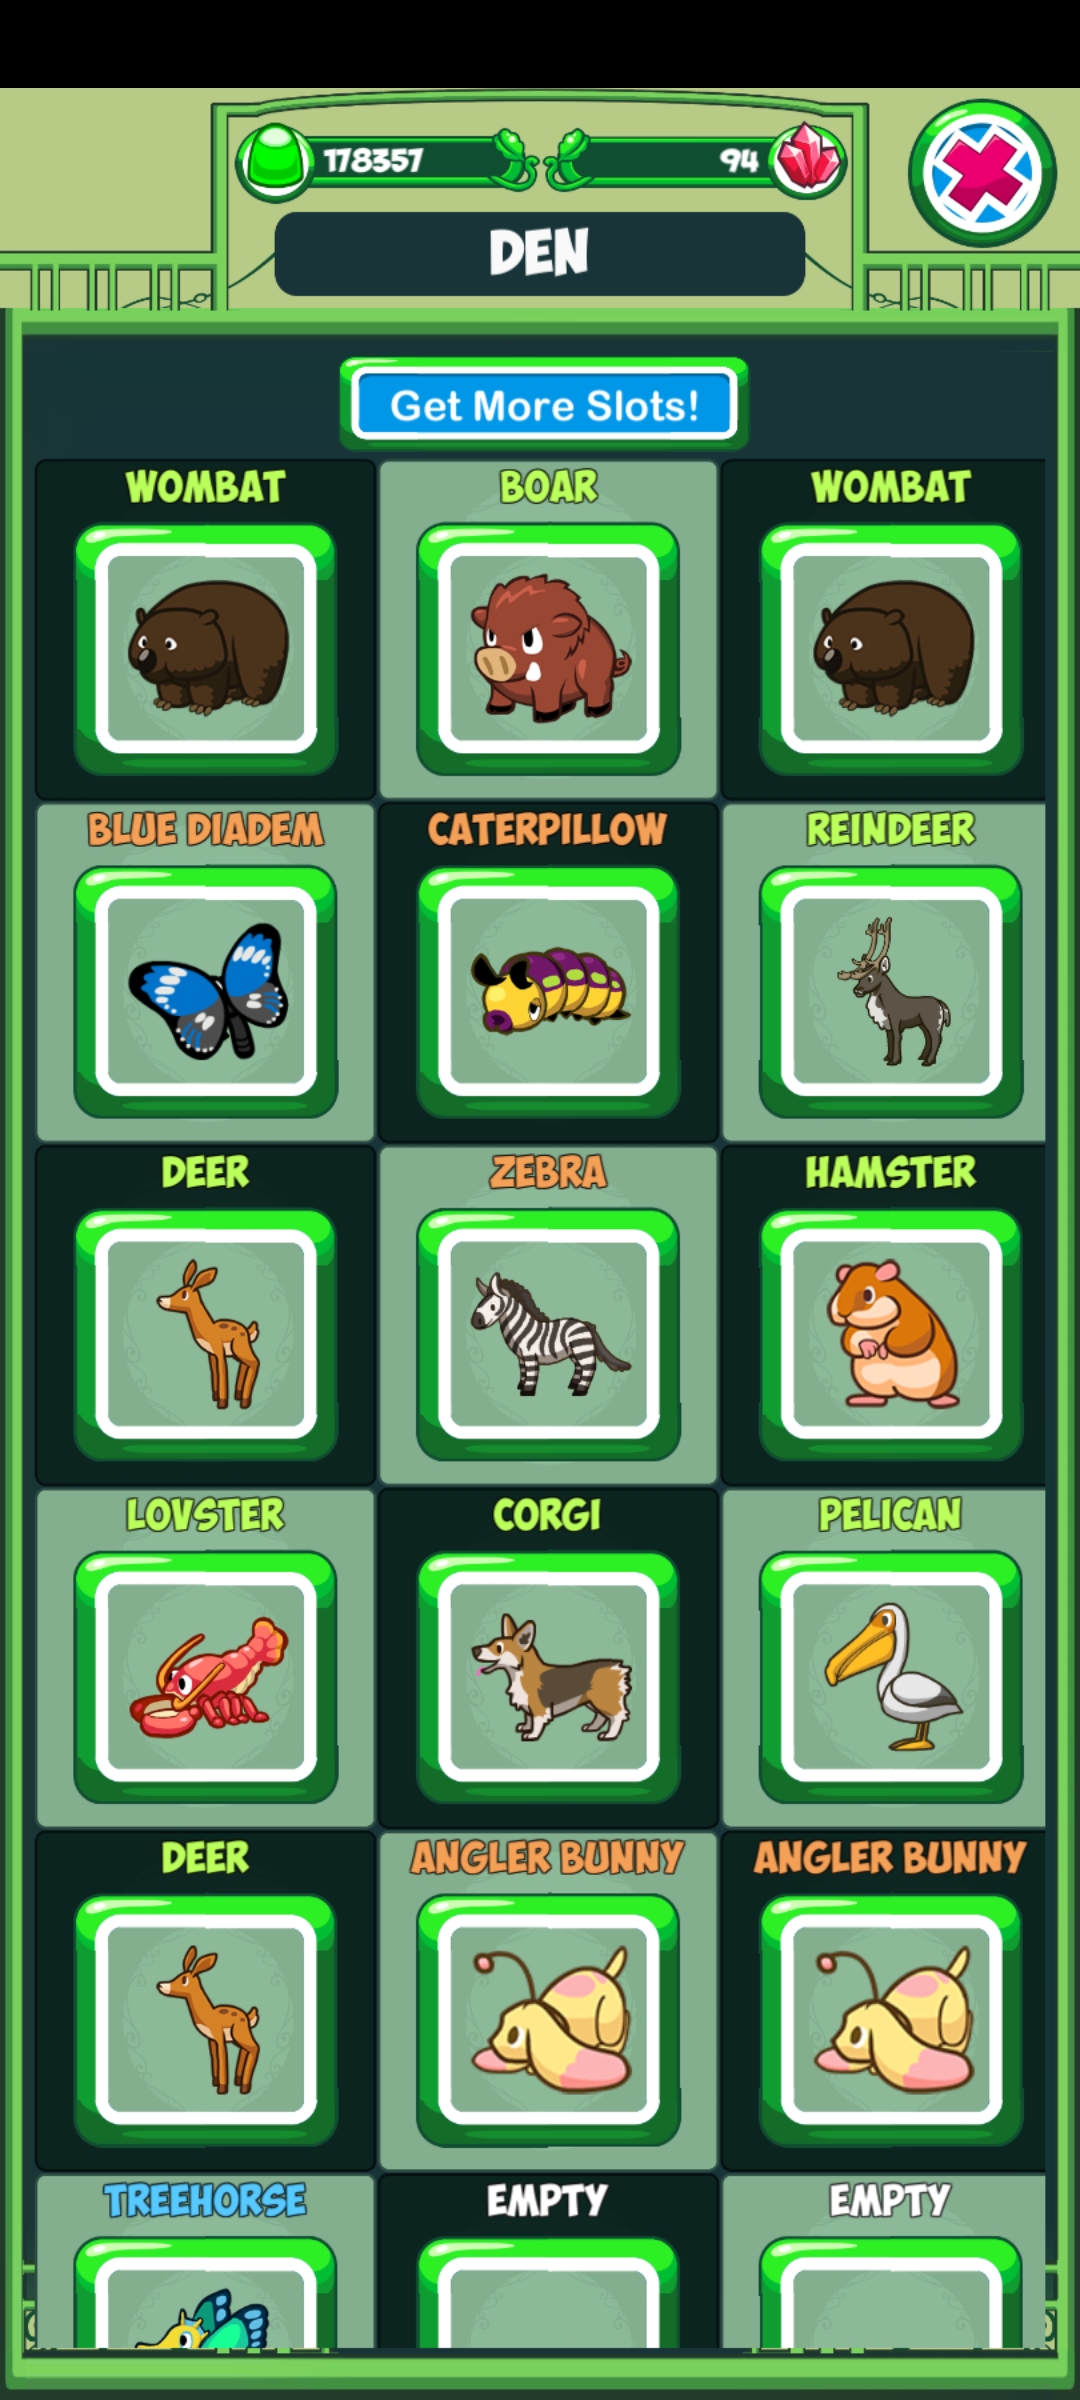 178357 94
DEN
Get More Slots!
WOMBAT BOAR WOMBAT
BLUE DIADEM CATERPILLOW REINDEER
DEER ZEBRA HAMSTER
LOVSTER CORGI PELICAN
DEER ANGLER BUNNY ANGLER BUNNY
TREEHORSE EMPTY EMPTY